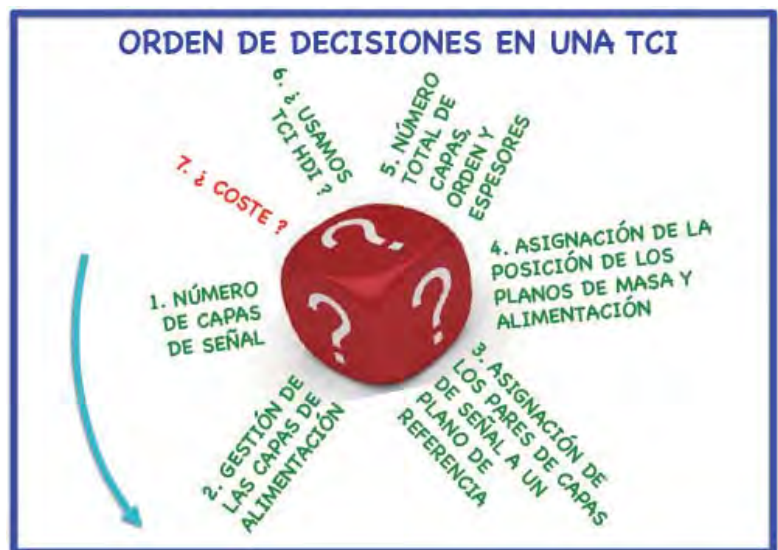 ORDEN DE DECISIONES EN UNA TCI
1. NÚMERO
DE CAPAS
DE SEÑAL
2. GESTIÓN DE
LAS CAPAS DE
ALIMENTACIÓN
3. ASIGNACIÓN DE
LOS PARES DE CAPAS
DE SEÑAL A UN
PLANO DE
REFERENCIA
4. ASIGNACIÓN DE LA
POSICIÓN DE LOS
PLANOS DE MASA Y
ALIMENTACIÓN
5. NÚMERO
TOTAL DE
CAPAS,
ORDEN Y
ESPESORES
6. ¿ USAMOS
TCI HDI ?
7. ¿ COSTE ?
?
?
?